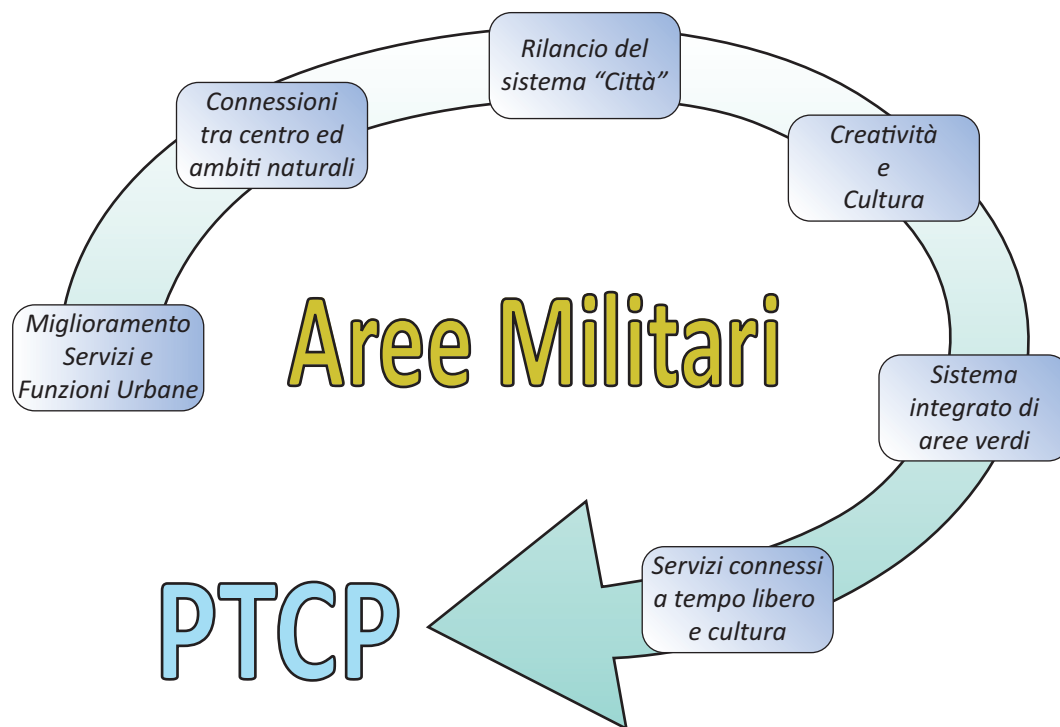 Rilancio del
sistema “Città”
Connessioni
tra centro ed
ambiti naturali
Creatività
e
Cultura
Miglioramento
Servizi e
Funzioni Urbane
Aree Militari
Sistema
integrato di
aree verdi
Servizi connessi
a tempo libero
e cultura
PTCP